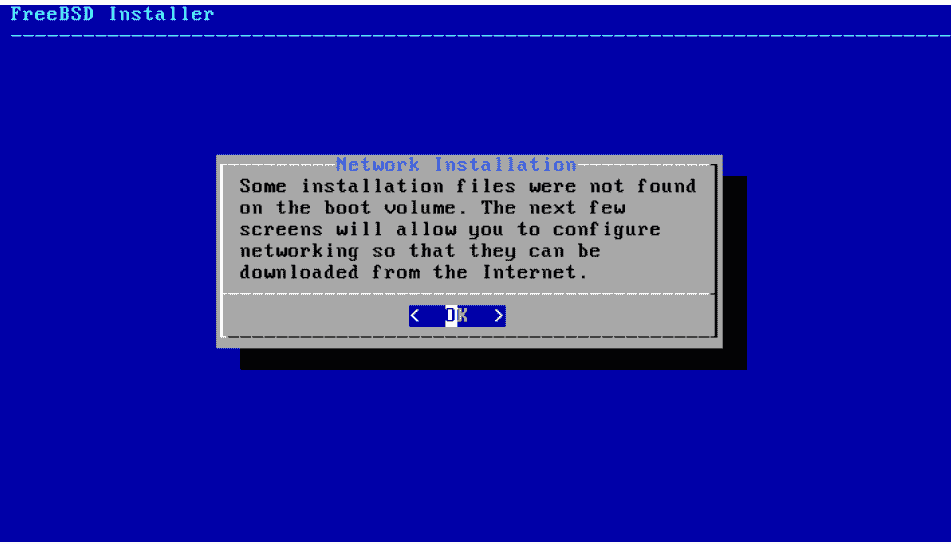 FreeBSD Installer
Network Installation
Some installation files were not found
on the boot volume. The next few
screens will allow you to configure
networking so that they can be
downloaded from the Internet.
< OK >